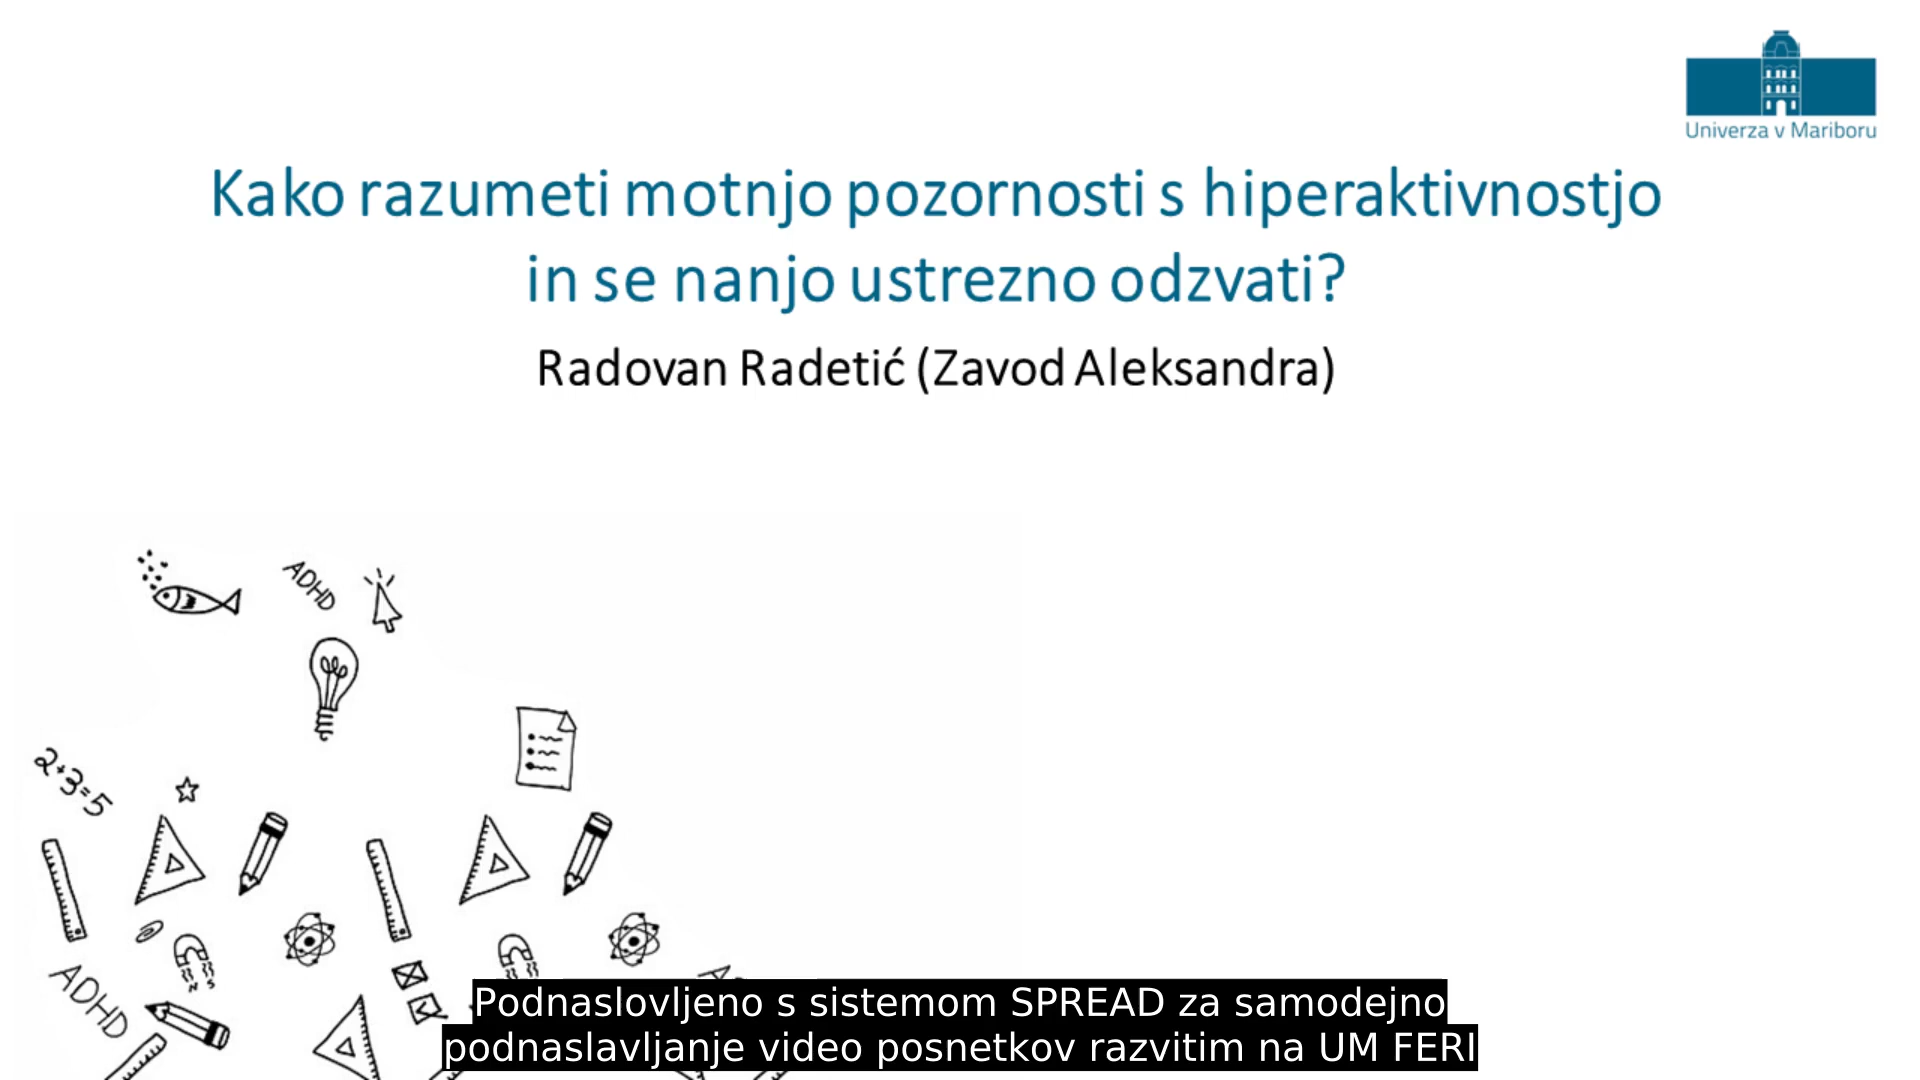 Univerza v Mariboru
Kako razumeti motnjo pozornosti s hiperaktivnostjo
in se nanjo ustrezno odzvati?
Radovan Radetić (Zavod Aleksandra)
ADHD
2+3=5
ADHD
Podnaslovljeno s sistemom SPREAD za samodejno
podnaslavljanje video posnetkov razvitim na UM FERI